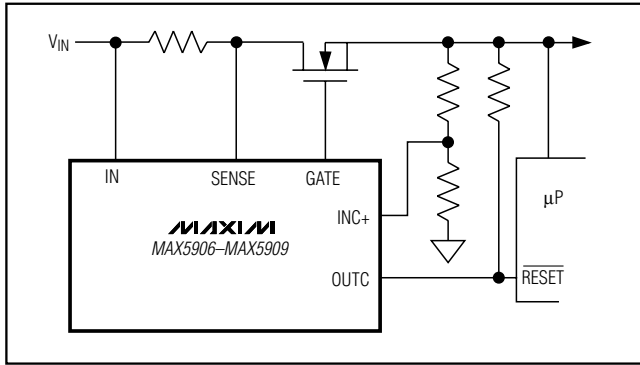 VIN
IN
SENSE
GATE
INC+
MAXIM
MAX5906–MAX5909
OUTC
µP
RESET